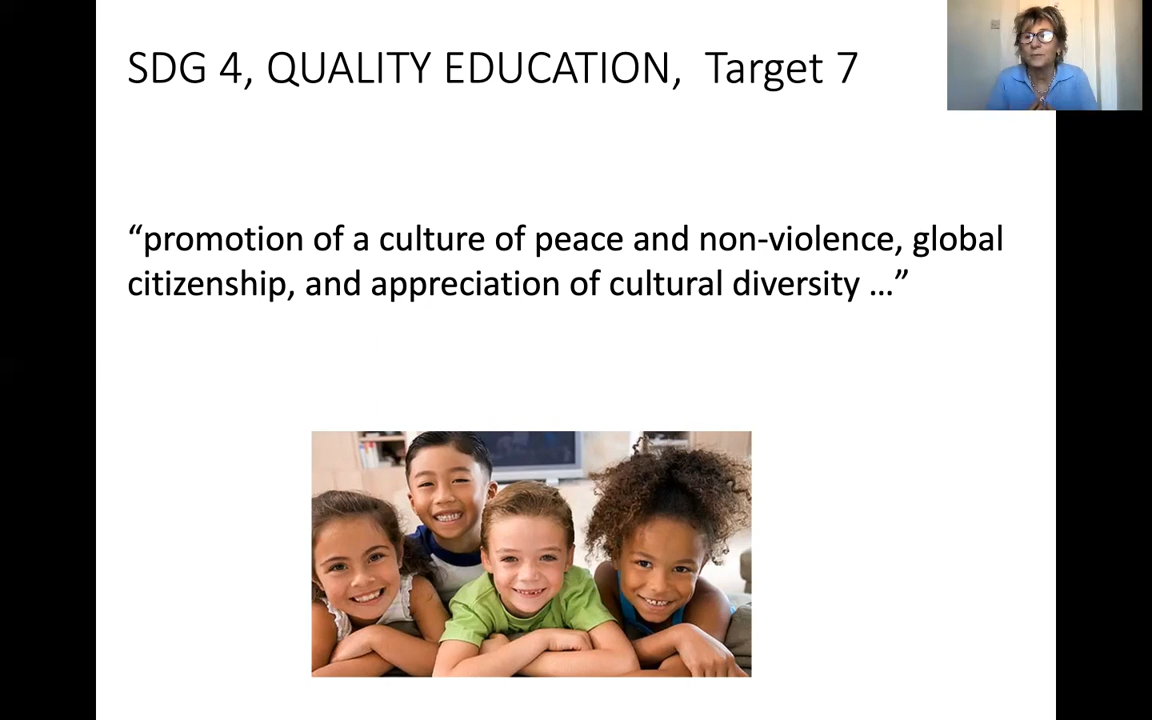 SDG 4, QUALITY EDUCATION, Target 7
“promotion of a culture of peace and non-violence, global
citizenship, and appreciation of cultural diversity …”